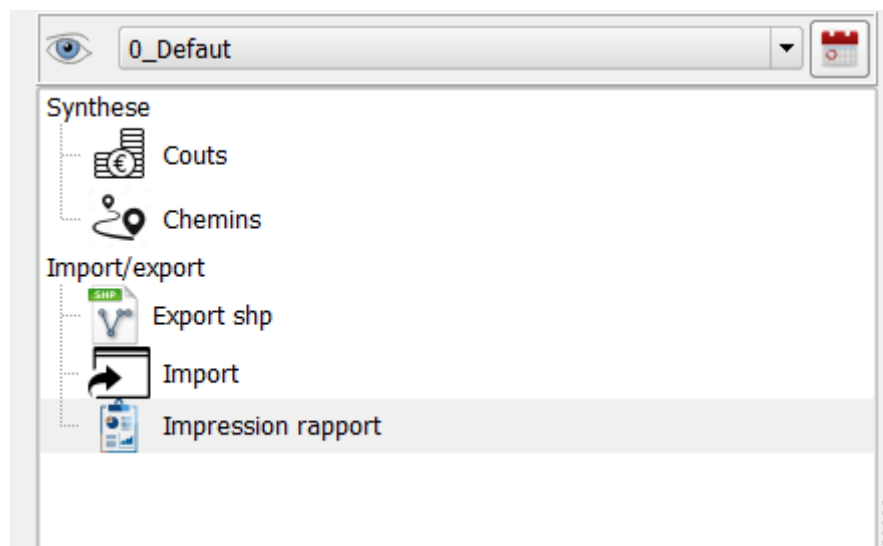 0_Defaut
Synthese
Couts
Chemins
Import/export
SHP
Export shp
Import
Impression rapport